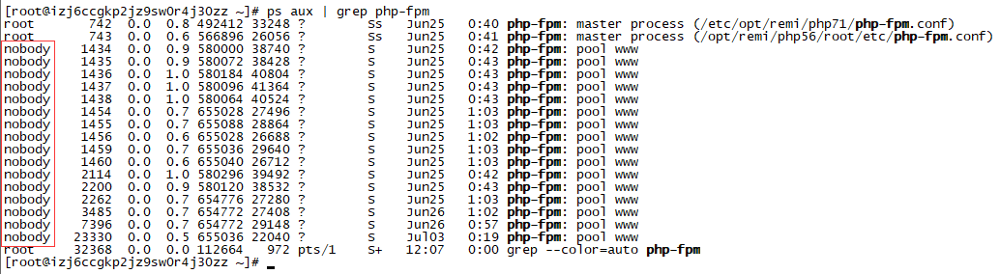 [root@izj6ccgkp2jz9sw0r4j30zz ~]# ps aux | grep php-fpm
root 742 0.0 0.8 492412 33248 ? Ss Jun25 0:40 php-fpm: master process (/etc/opt/remi/php71/php-fpm.conf)
root 743 0.0 0.6 566896 26056 ? Ss Jun25 0:41 php-fpm: master process (/opt/remi/php56/root/etc/php-fpm.conf)
nobody 1434 0.0 0.9 580000 38740 ? S Jun25 0:42 php-fpm: pool www
nobody 1435 0.0 0.9 580072 38428 ? S Jun25 0:43 php-fpm: pool www
nobody 1436 0.0 1.0 580184 40804 ? S Jun25 0:43 php-fpm: pool www
nobody 1437 0.0 1.0 580096 41364 ? S Jun25 0:43 php-fpm: pool www
nobody 1438 0.0 1.0 580064 40524 ? S Jun25 0:43 php-fpm: pool www
nobody 1454 0.0 0.7 655028 27496 ? S Jun25 1:03 php-fpm: pool www
nobody 1455 0.0 0.7 655088 28864 ? S Jun25 1:03 php-fpm: pool www
nobody 1456 0.0 0.6 655028 26688 ? S Jun25 1:02 php-fpm: pool www
nobody 1459 0.0 0.7 655036 29640 ? S Jun25 1:03 php-fpm: pool www
nobody 1460 0.0 0.6 655040 26712 ? S Jun25 1:03 php-fpm: pool www
nobody 2114 0.0 1.0 580296 39492 ? S Jun25 0:42 php-fpm: pool www
nobody 2200 0.0 0.9 580120 38532 ? S Jun25 0:43 php-fpm: pool www
nobody 2262 0.0 0.7 654776 27280 ? S Jun25 1:03 php-fpm: pool www
nobody 3485 0.0 0.7 654772 27408 ? S Jun26 1:02 php-fpm: pool www
nobody 7396 0.0 0.7 654772 29148 ? S Jun26 0:57 php-fpm: pool www
nobody 23330 0.0 0.5 655036 22040 ? S Jul03 0:19 php-fpm: pool www
root 32368 0.0 0.0 112664 972 pts/1 S+ 12:07 0:00 grep --color=auto php-fpm
[root@izj6ccgkp2jz9sw0r4j30zz ~]#